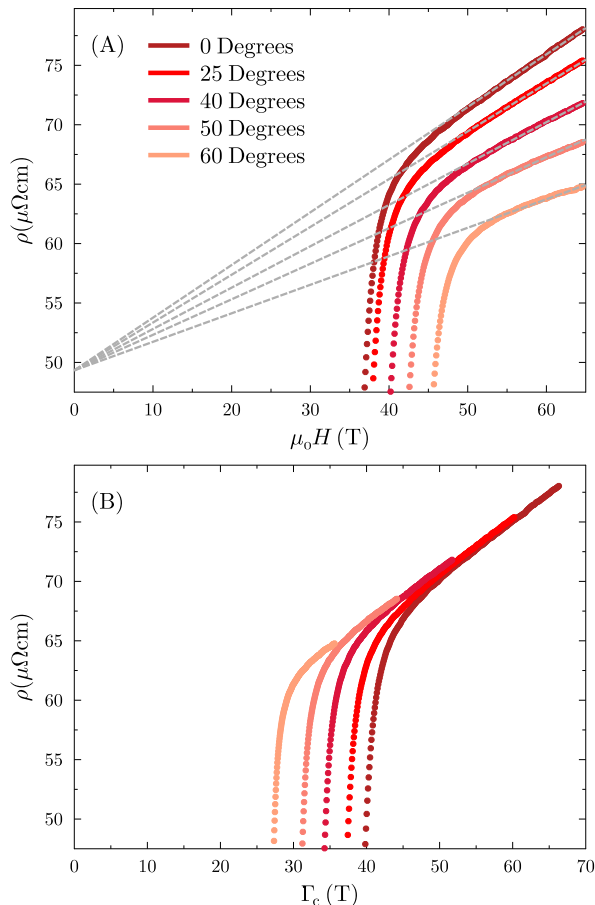 (A)
0 Degrees
25 Degrees
40 Degrees
50 Degrees
60 Degrees
75
70
65
60
55
50
ρ(μΩcm)
0 10 20 30 40 50 60
μ₀H (T)
(B)
75
70
65
60
55
50
ρ(μΩcm)
0 10 20 30 40 50 60 70
Γc (T)